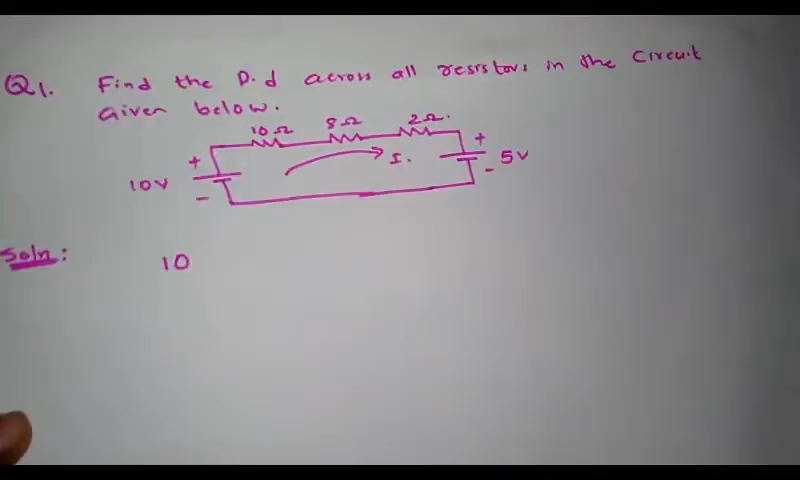 Q1. Find the P.d across all resistors in the circuit
Given below.
10Ω 8Ω 2Ω.
+ I. +
10V - 5V
-
Soln: 10